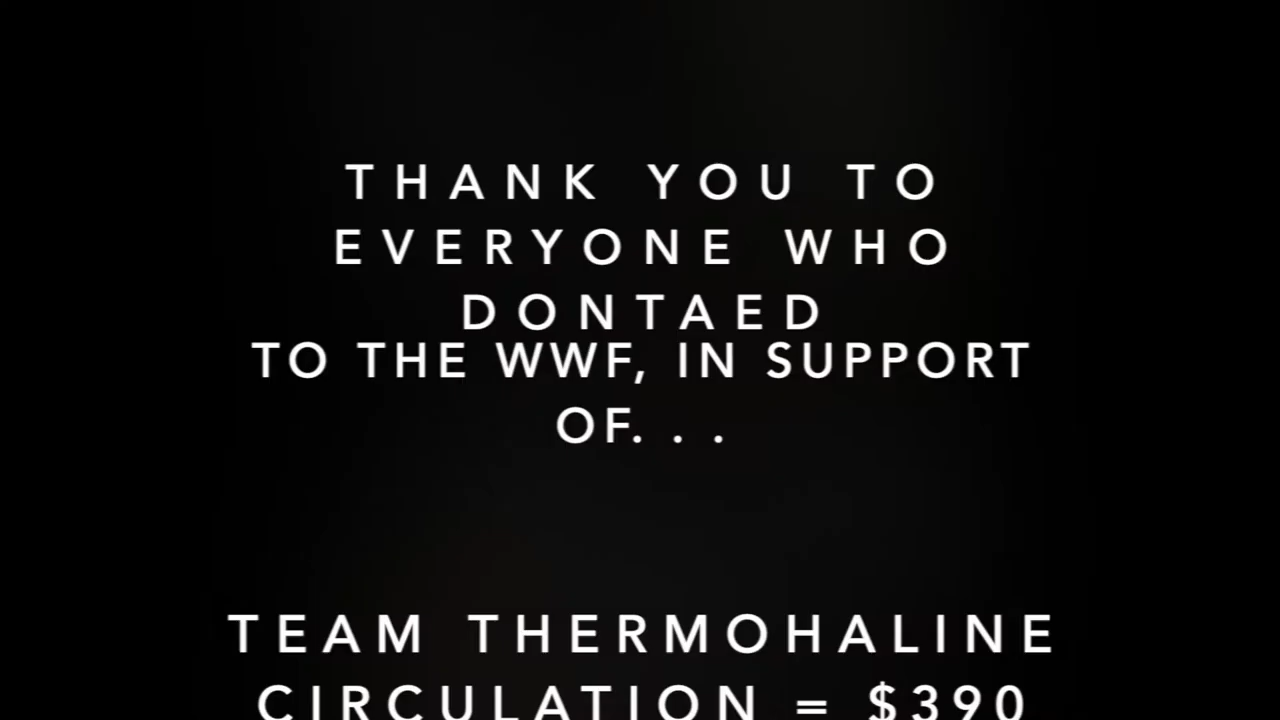 THANK YOU TO
EVERYONE WHO
DONTAED
TO THE WWF, IN SUPPORT
OF. . .
TEAM THERMOHALINE
CIRCULATION = $390